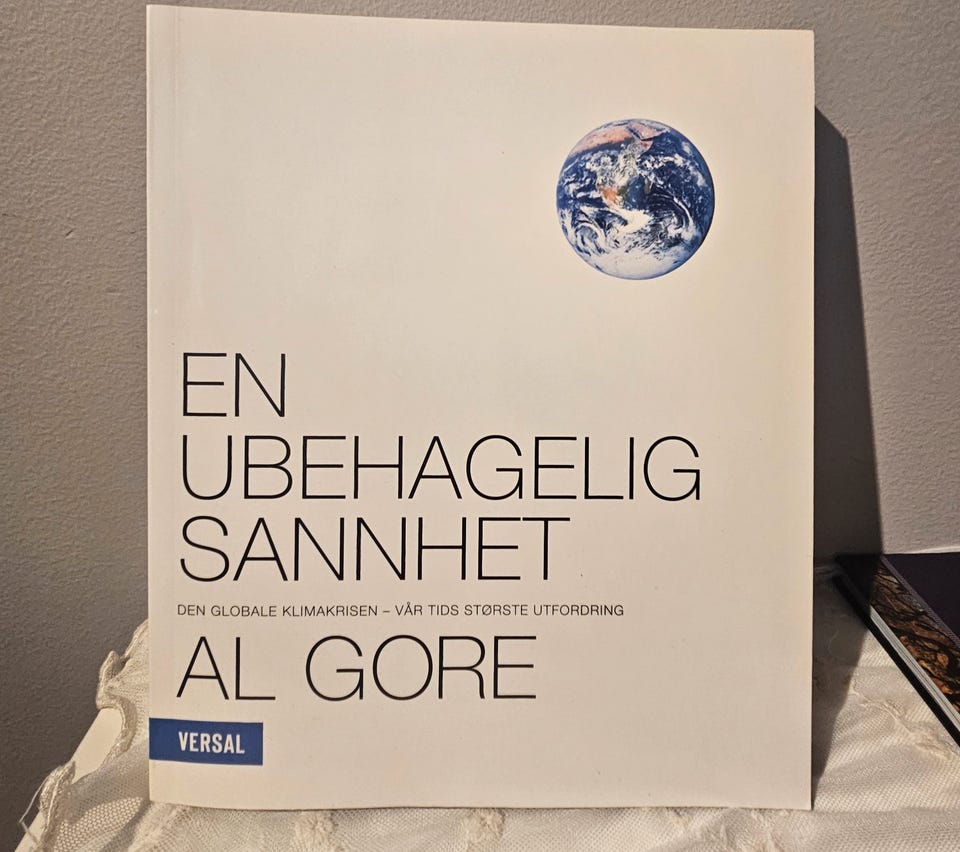 EN
UBEHAGELIG
SANNHET
DEN GLOBALE KLIMAKRISEN – VÅR TIDS STØRSTE UTFORDRING
AL GORE
VERSAL